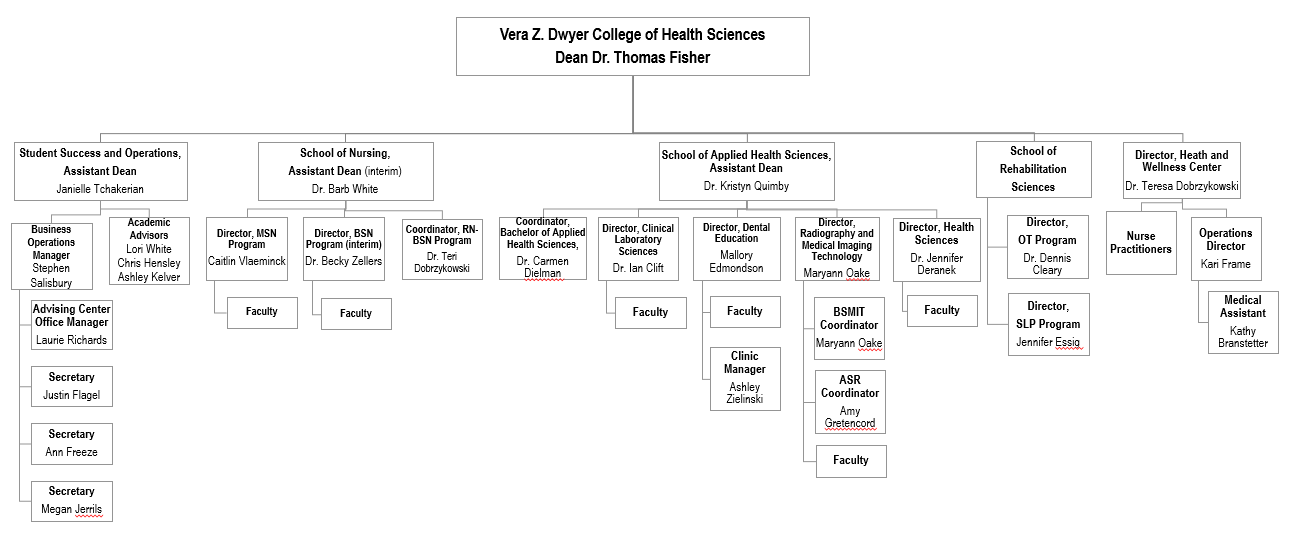 Vera Z. Dwyer College of Health Sciences
Dean Dr. Thomas Fisher
Student Success and Operations,
Assistant Dean
Janielle Tchakerian
School of Nursing,
Assistant Dean (interim)
Dr. Barb White
School of Applied Health Sciences,
Assistant Dean
Dr. Kristyn Quimby
School of
Rehabilitation
Sciences
Director, Heath and
Wellness Center
Dr. Teresa Dobrzykowski
Business
Operations
Manager
Stephen
Salisbury
Academic
Advisors
Lori White
Chris Hensley
Ashley Kelver
Director, MSN
Program
Caitlin Vlaeminck
Director, BSN
Program (interim)
Dr. Becky Zellers
Coordinator, RN-
BSN Program
Dr. Teri
Dobrzykowski
Coordinator,
Bachelor of Applied
Health Sciences,
Dr. Carmen
Dielman
Director, Clinical
Laboratory
Sciences
Dr. Ian Clift
Director, Dental
Education
Mallory
Edmondson
Director,
Radiography and
Medical Imaging
Technology
Maryann Oake
Director, Health
Sciences
Dr. Jennifer
Deranek
Director,
OT Program
Dr. Dennis
Cleary
Nurse
Practitioners
Operations
Director
Kari Frame
Advising Center
Office Manager
Laurie Richards
Faculty
Faculty
Faculty
Faculty
BSMIT
Coordinator
Maryann Oake
Faculty
Director,
SLP Program
Jennifer Essig
Medical
Assistant
Kathy
Branstetter
Secretary
Justin Flagel
Clinic
Manager
Ashley
Zielinski
ASR
Coordinator
Amy
Gretencord
Secretary
Ann Freeze
Faculty
Secretary
Megan Jerrils